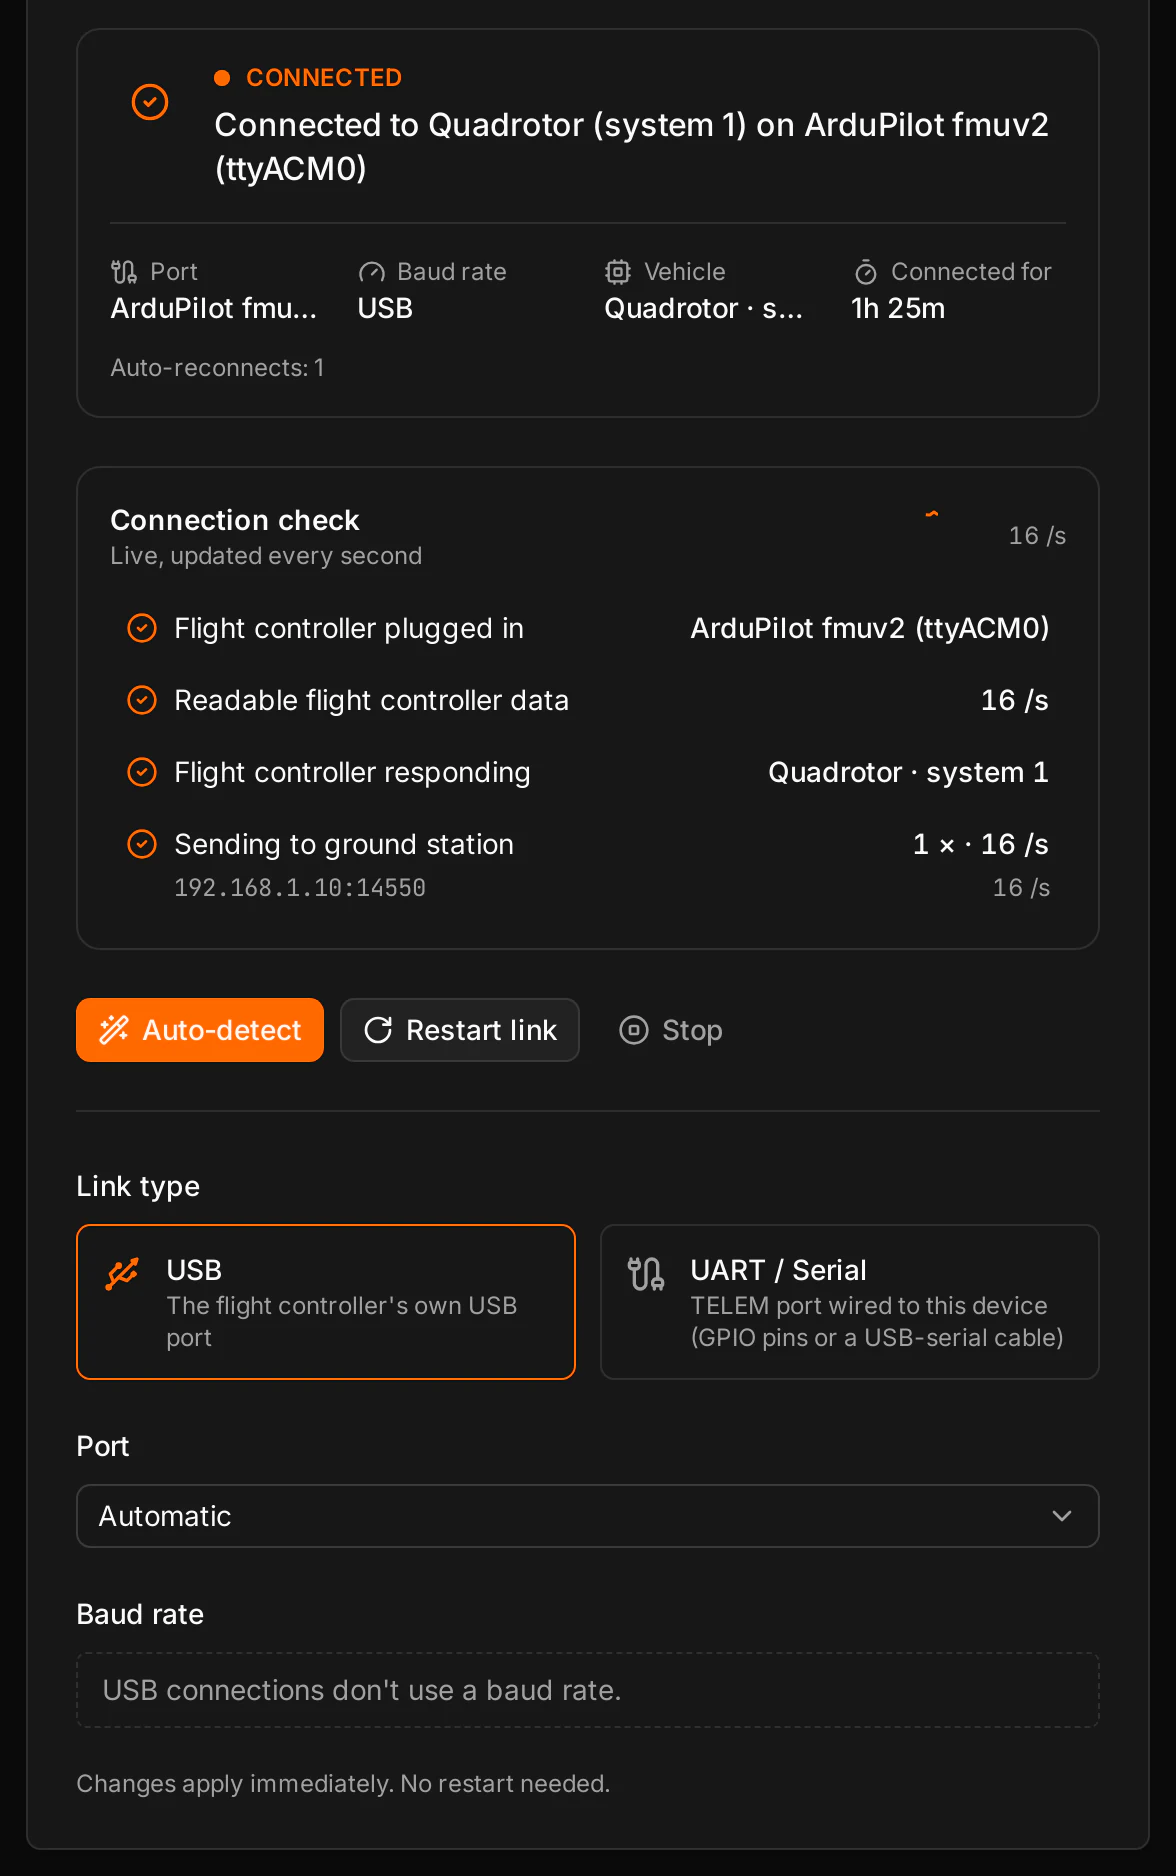 CONNECTED
Connected to Quadrotor (system 1) on ArduPilot fmuv2
(ttyACM0)
Port
Baud rate
Vehicle
Connected for
ArduPilot fmu...
USB
Quadrotor · s...
1h 25m
Auto-reconnects: 1
Connection check
Live, updated every second
16 /s
Flight controller plugged in
ArduPilot fmuv2 (ttyACM0)
Readable flight controller data
16 /s
Flight controller responding
Quadrotor · system 1
Sending to ground station
1 × · 16 /s
192.168.1.10:14550
16 /s
Auto-detect
Restart link
Stop
Link type
USB
The flight controller's own USB
port
UART / Serial
TELEM port wired to this device
(GPIO pins or a USB-serial cable)
Port
Automatic
Baud rate
USB connections don't use a baud rate.
Changes apply immediately. No restart needed.